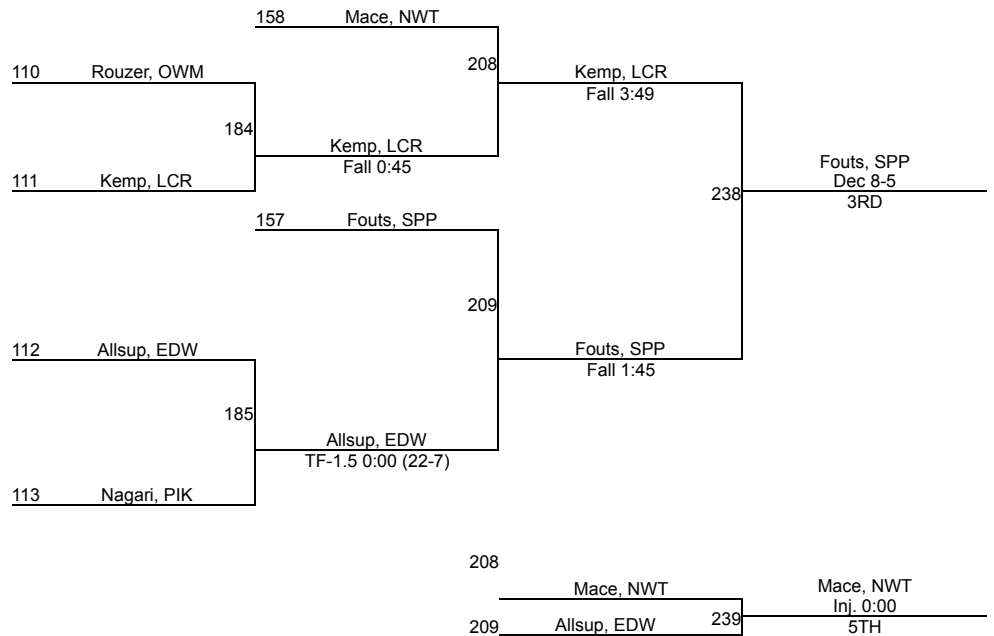 158 Mace, NWT
110 Rouzer, OWM
208 Kemp, LCR
Fall 3:49
184
Kemp, LCR
Fall 0:45
111 Kemp, LCR
Fouts, SPP
Dec 8-5
238
3RD
157 Fouts, SPP
209
112 Allsup, EDW
Fouts, SPP
Fall 1:45
185
Allsup, EDW
TF-1.5 0:00 (22-7)
113 Nagari, PIK
208
Mace, NWT
Mace, NWT
Inj. 0:00
209 Allsup, EDW
239
5TH